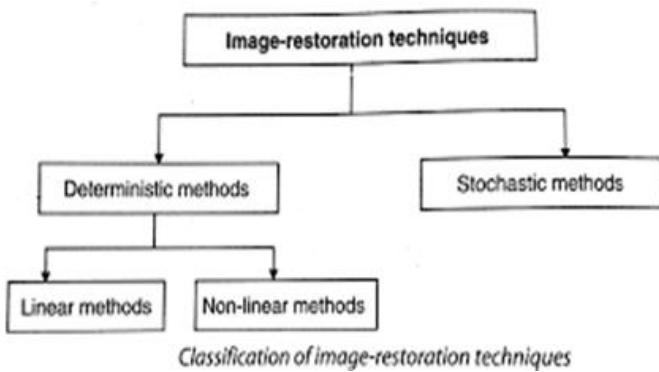 Image-restoration techniques
Deterministic methods
Stochastic methods
Linear methods
Non-linear methods
Classification of image-restoration techniques